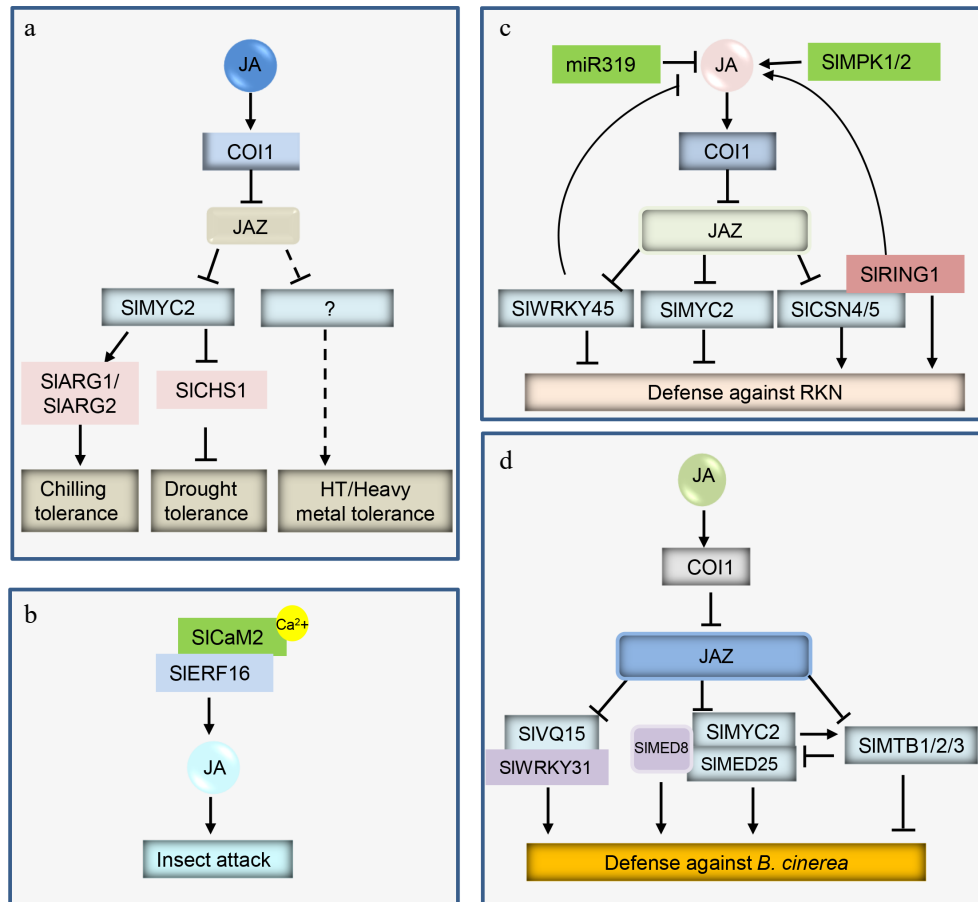 a
JA
COI1
JAZ
SlMYC2
?
SlARG1/
SlARG2
SlCHS1
Chilling
tolerance
Drought
tolerance
HT/Heavy
metal tolerance
b
SlCaM2
Ca²+
SlERF16
JA
Insect attack
c
miR319
JA
SlMPK1/2
COI1
JAZ
SlRING1
SlWRKY45
SlMYC2
SlCSN4/5
Defense against RKN
d
JA
COI1
JAZ
SlVQ15
SlWRKY31
SlMED8
SlMYC2
SlMED25
SlMTB1/2/3
Defense against B. cinerea